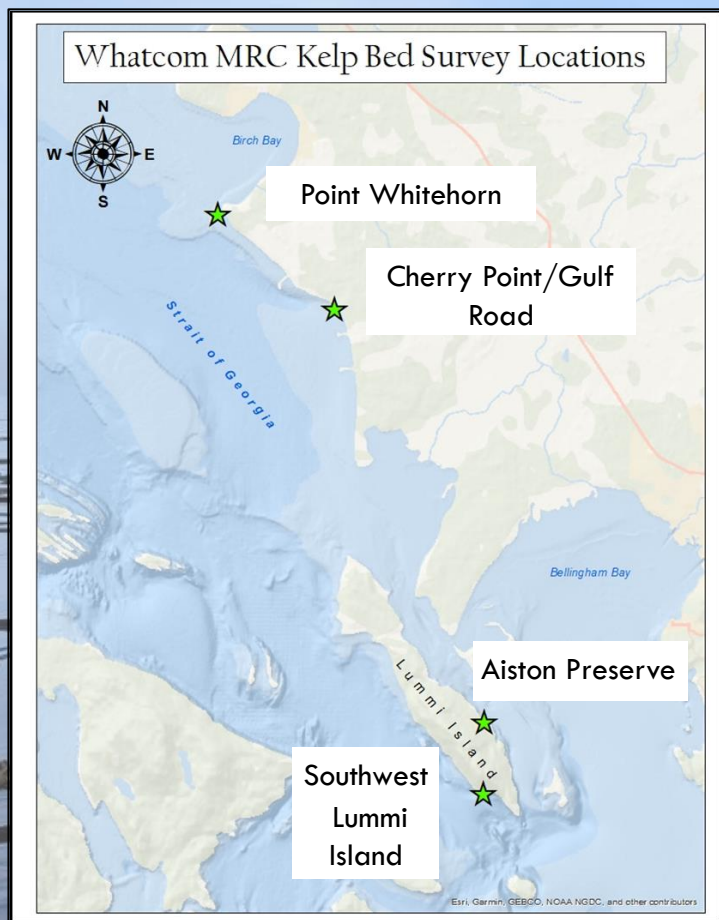 Whatcom MRC Kelp Bed Survey Locations
N
W
E
S
Birch Bay
Point Whitehorn
Cherry Point/Gulf
Road
Strait of Georgia
Bellingham Bay
Aiston Preserve
Lummi Island
Southwest
Lummi
Island
Esri, Garmin, GEBCO, NOAA NGDC, and other contributors